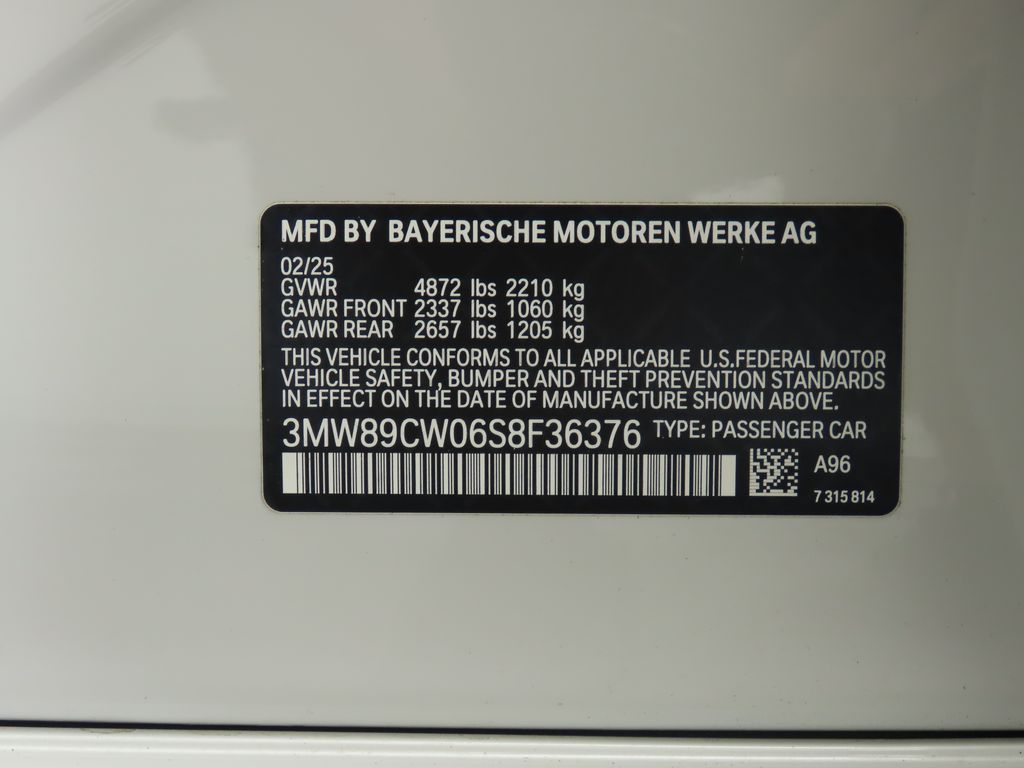 MFD BY BAYERISCHE MOTOREN WERKE AG
02/25
GVWR 4872 lbs 2210 kg
GAWR FRONT 2337 lbs 1060 kg
GAWR REAR 2657 lbs 1205 kg
THIS VEHICLE CONFORMS TO ALL APPLICABLE U.S.FEDERAL MOTOR
VEHICLE SAFETY, BUMPER AND THEFT PREVENTION STANDARDS
IN EFFECT ON THE DATE OF MANUFACTURE SHOWN ABOVE.
3MW89CW06S8F36376 TYPE: PASSENGER CAR
A96
7 315 814